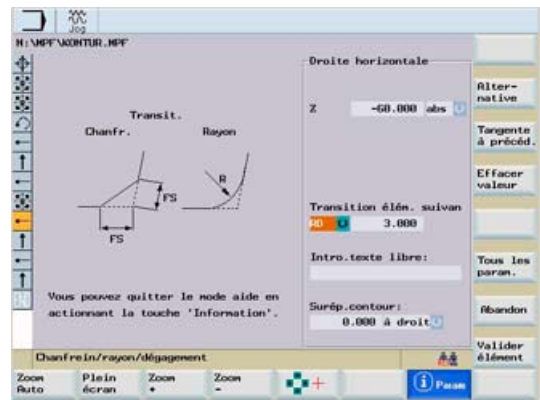 Jog
N:\MPF\KONTUR.MPF
Droite horizontale
Alter-
native
Z -60.000 abs
Transit.
Chanfr. Rayon
Tangente
à précéd.
R
FS
Effacer
valeur
Transition élém. suivan
RD 3.000
FS
Intro.texte libre:
Tous les
param.
END
Vous pouvez quitter le mode aide en
actionnant la touche 'Information'.
Surép.contour:
0.000 à droit
Abandon
Chanfrein/rayon/dégagement
Valider
élément
Zoom
Auto
Plein
écran
Zoom
+
Zoom
-
i Param